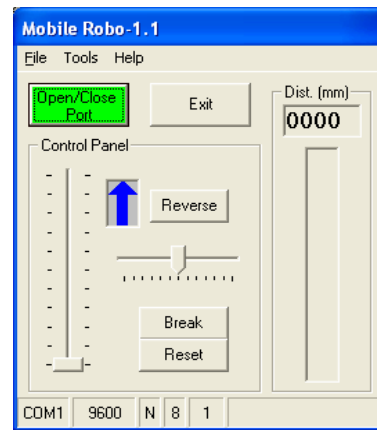 Mobile Robo-1.1
File Tools Help
Open/Close
Port
Exit
Dist. (mm)
0000
Control Panel
Reverse
Break
Reset
COM1 9600 N 8 1